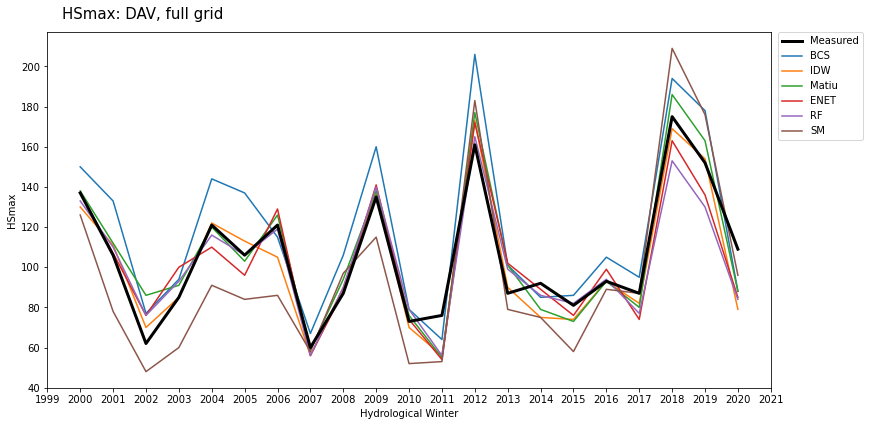 HSmax: DAV, full grid
Measured
BCS
IDW
Matiu
ENET
RF
SM
HSmax
200
180
160
140
120
100
80
60
40
1999 2000 2001 2002 2003 2004 2005 2006 2007 2008 2009 2010 2011 2012 2013 2014 2015 2016 2017 2018 2019 2020 2021
Hydrological Winter